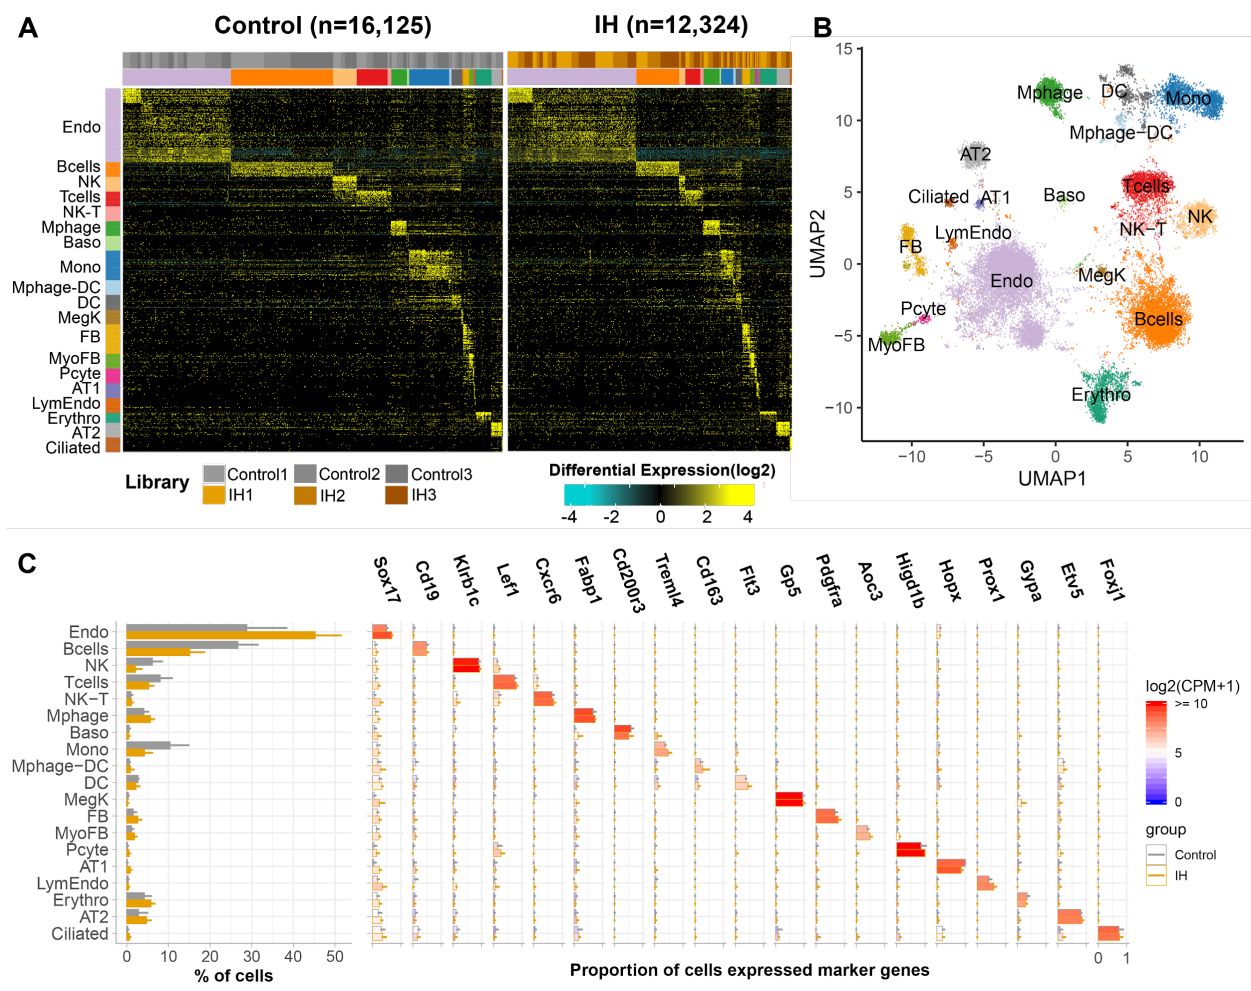 A
Control (n=16,125)
IH (n=12,324)
Endo
Bcells
NK
Tcells
NK-T
Mphage
Baso
Mono
Mphage-DC
DC
MegK
FB
MyoFB
Pcyte
AT1
LymEndo
Erythro
AT2
Ciliated
Library
Control1
Control2
Control3
IH1
IH2
IH3
Differential Expression(log2)
-4 -2 0 2 4
B
15
10
5
0
−5
−10
UMAP2
Mphage
DC
Mono
Mphage−DC
AT2
Tcells
Ciliated
AT1
Baso
NK
NK−T
LymEndo
FB
Endo
MegK
Pcyte
Bcells
MyoFB
Erythro
−10 −5 0 5 10
UMAP1
C
Sox17 Cd19 Klrb1c Lef1 Cxcr6 Fabp1 Cd200r3 Treml4 Cd163 Flt3 Gp5 Pdgfra Aoc3 Higd1b Hopx Prox1 Gypa Etv5 Foxj1
Endo
Bcells
NK
Tcells
NK−T
Mphage
Baso
Mono
Mphage−DC
DC
MegK
FB
MyoFB
Pcyte
AT1
LymEndo
Erythro
AT2
Ciliated
0 10 20 30 40 50
% of cells
0 1
Proportion of cells expressed marker genes
log2(CPM+1)
>= 10
5
0
group
Control
IH